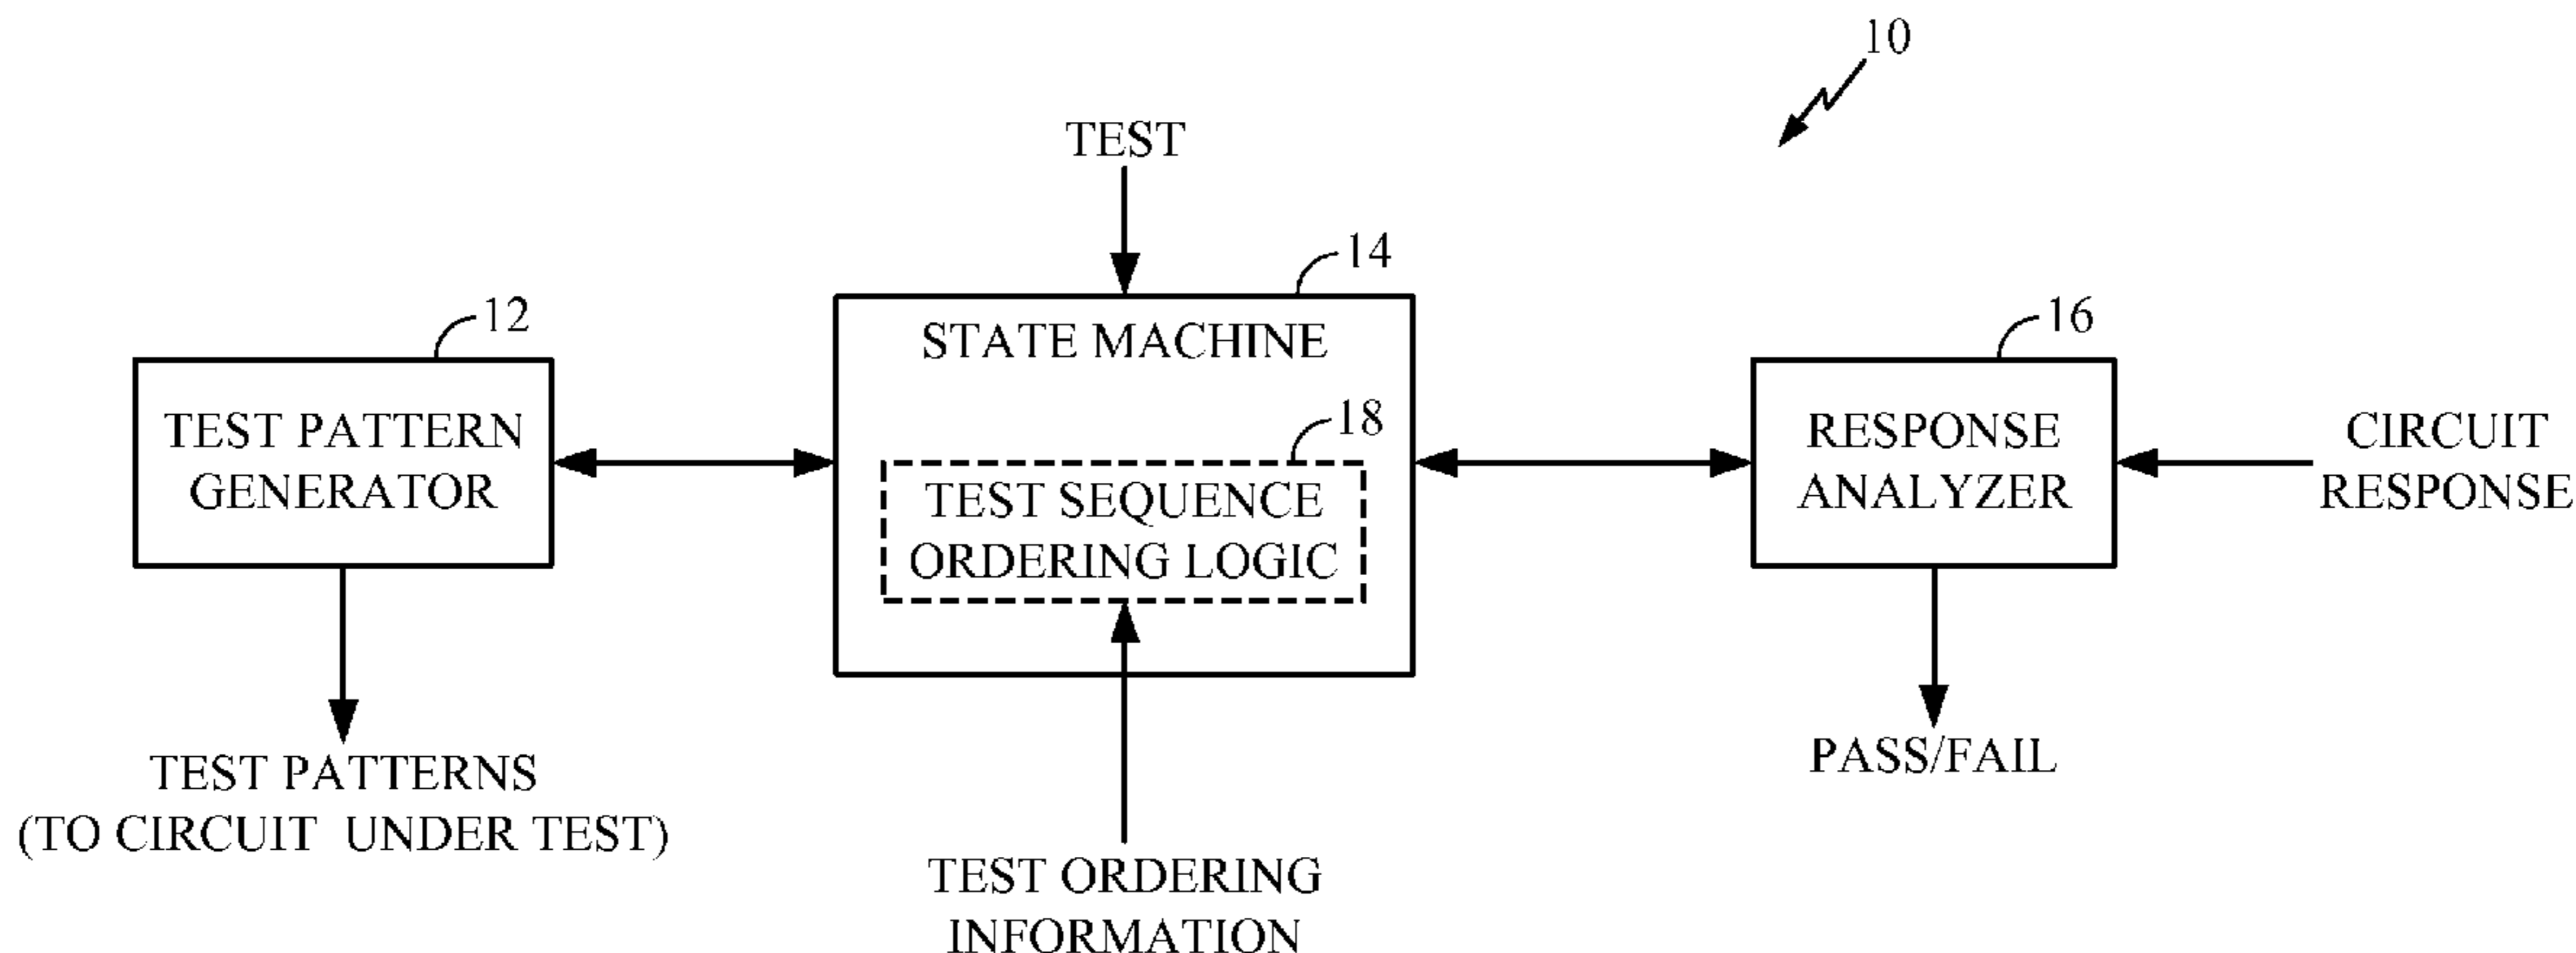 10
TEST
14
12
16
STATE MACHINE
18
TEST PATTERN
GENERATOR
TEST SEQUENCE
ORDERING LOGIC
RESPONSE
ANALYZER
CIRCUIT
RESPONSE
TEST PATTERNS
(TO CIRCUIT UNDER TEST)
PASS/FAIL
TEST ORDERING
INFORMATION